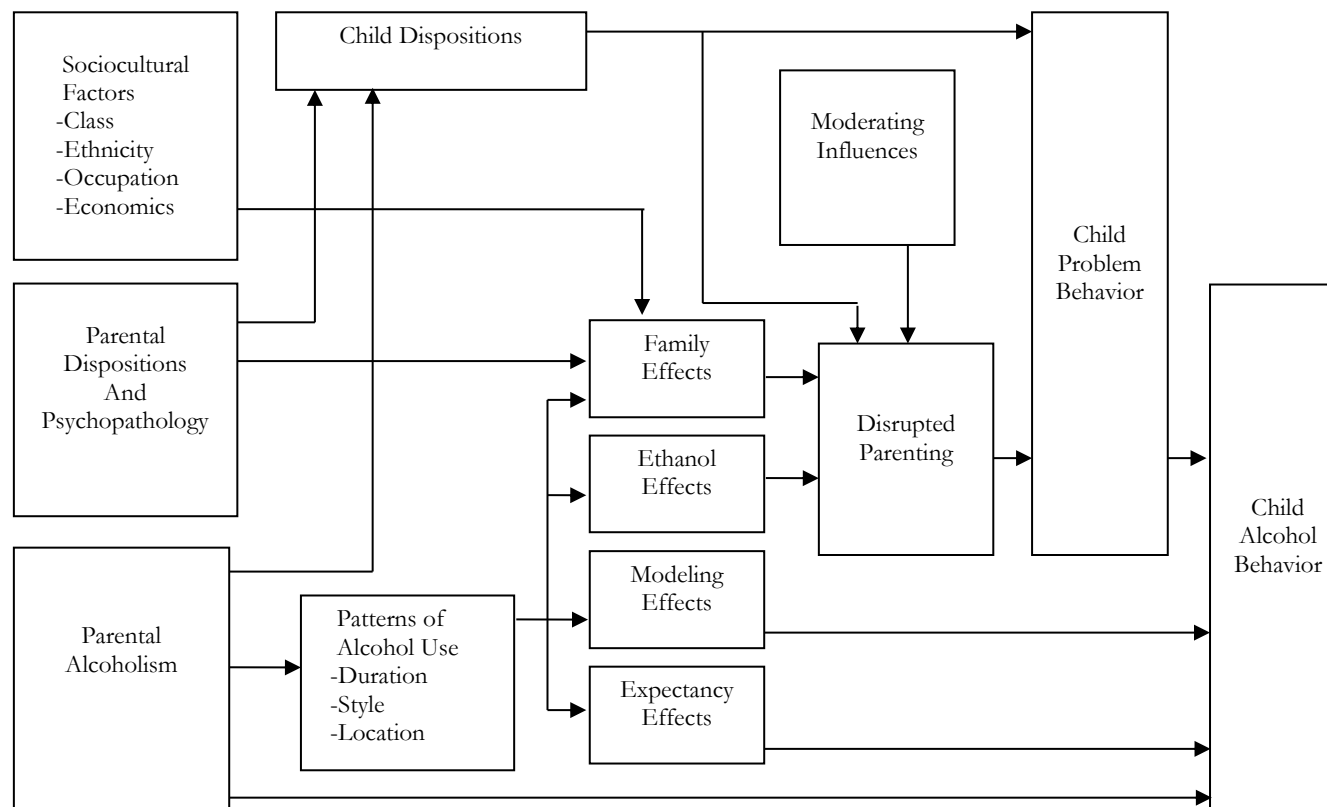 Sociocultural
Factors
-Class
-Ethnicity
-Occupation
-Economics
Child Dispositions
Moderating
Influences
Child
Problem
Behavior
Parental
Dispositions
And
Psychopathology
Family
Effects
Disrupted
Parenting
Ethanol
Effects
Child
Alcohol
Behavior
Parental
Alcoholism
Patterns of
Alcohol Use
-Duration
-Style
-Location
Modeling
Effects
Expectancy
Effects